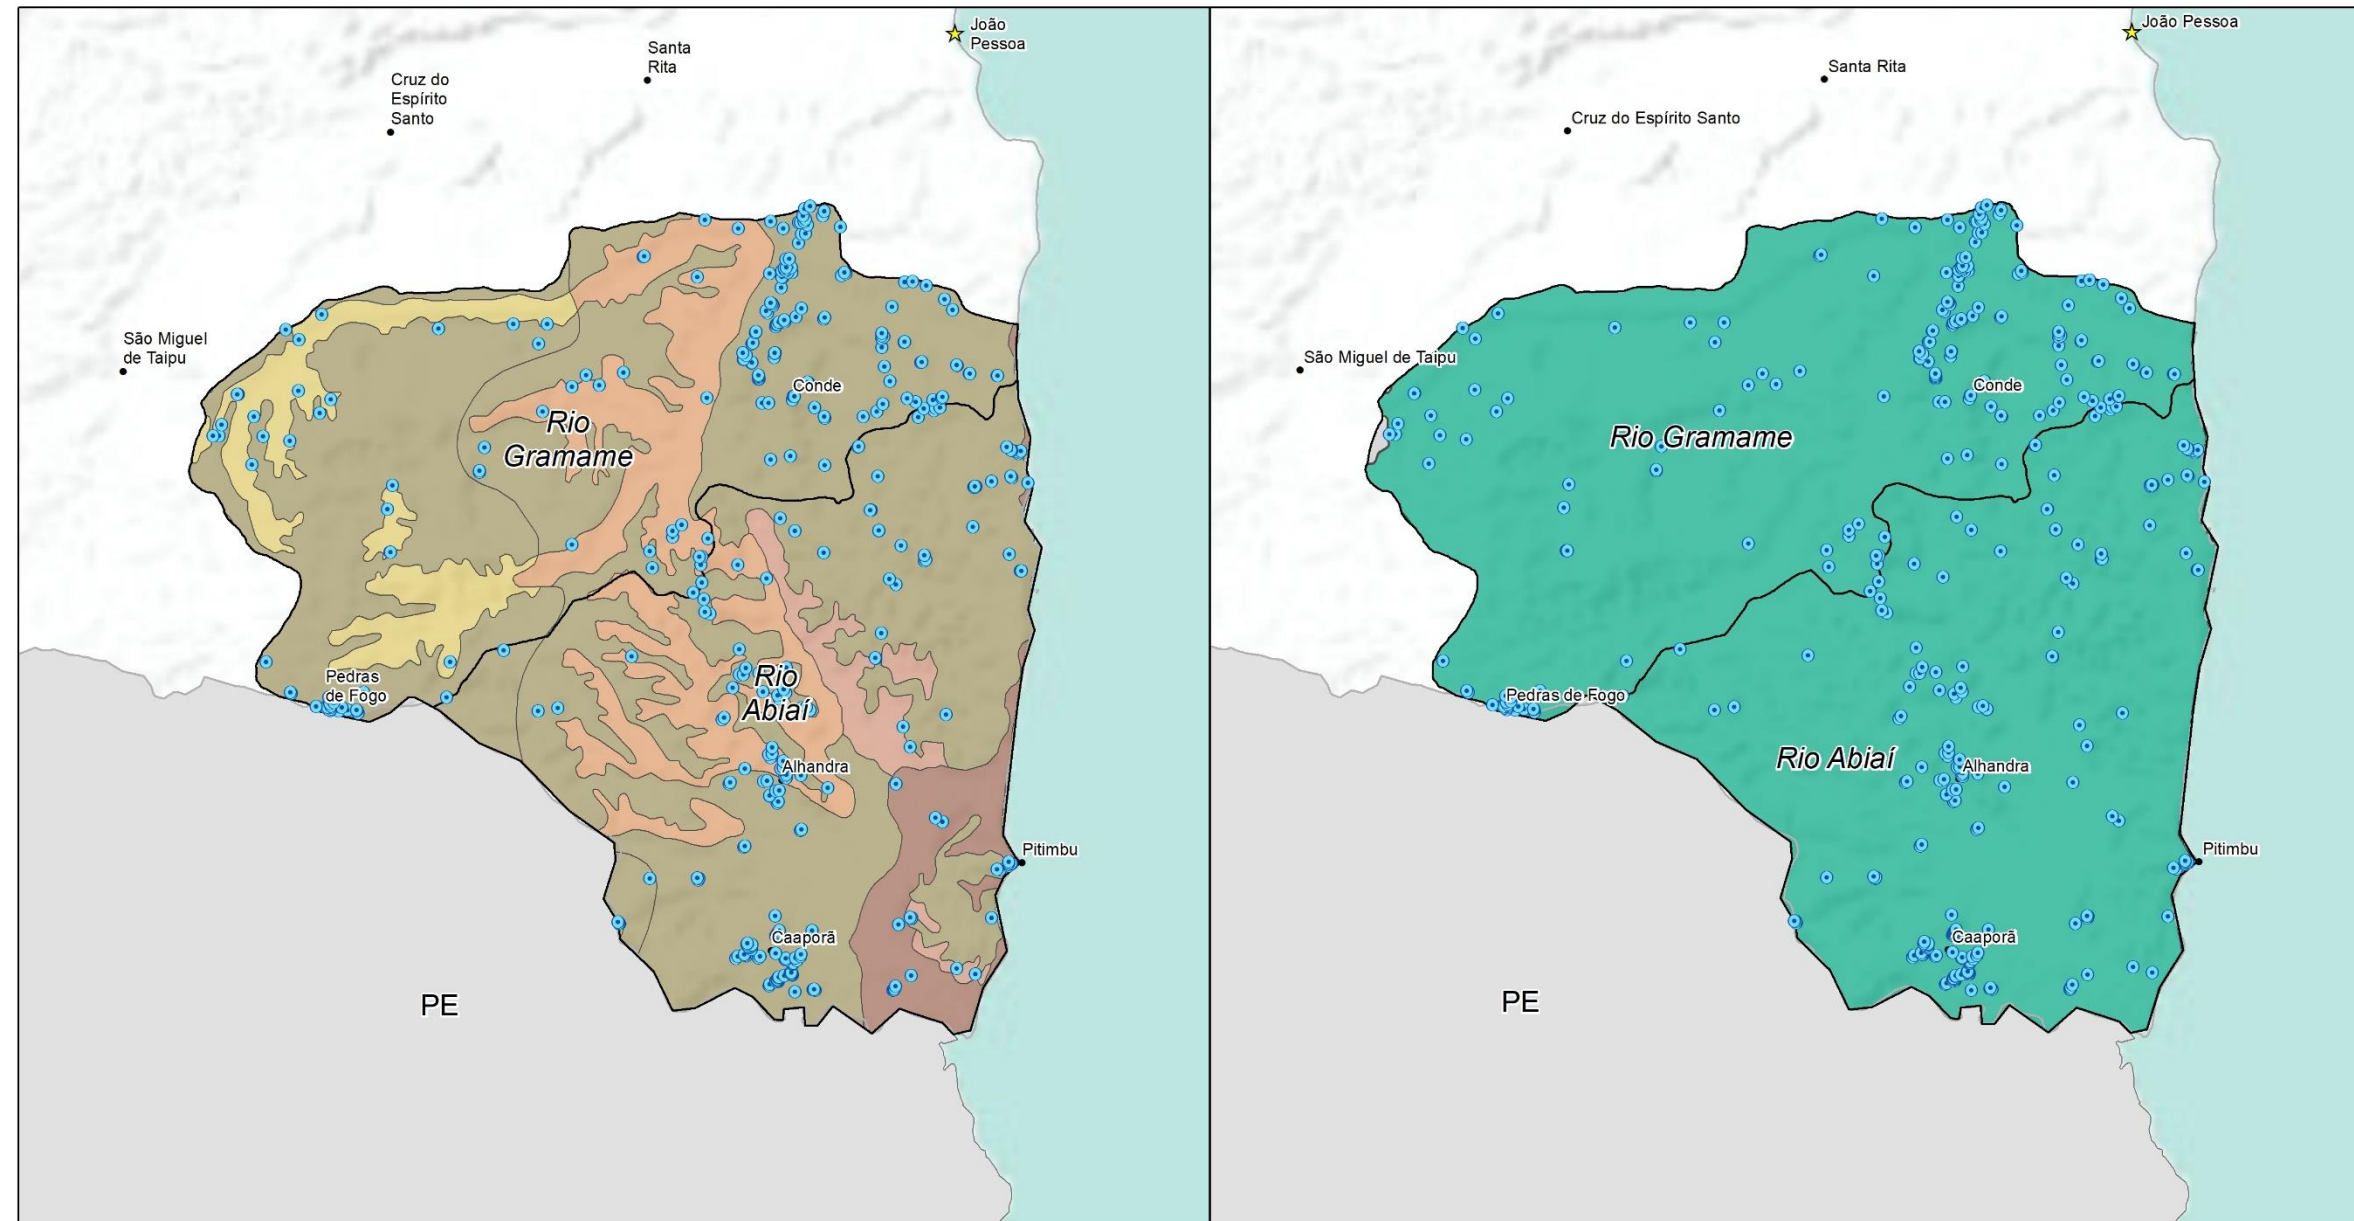 João
Pessoa
Santa
Rita
Cruz do
Espírito
Santo
São Miguel
de Taipu
Conde
Rio
Gramame
Pedras
de Fogo
Rio
Abiaí
Alhandra
Pitimbu
Caaporã
PE
João Pessoa
Santa Rita
Cruz do Espírito Santo
São Miguel de Taipu
Conde
Rio Gramame
Pedras de Fogo
Rio Abiaí
Alhandra
Pitimbu
Caaporã
PE